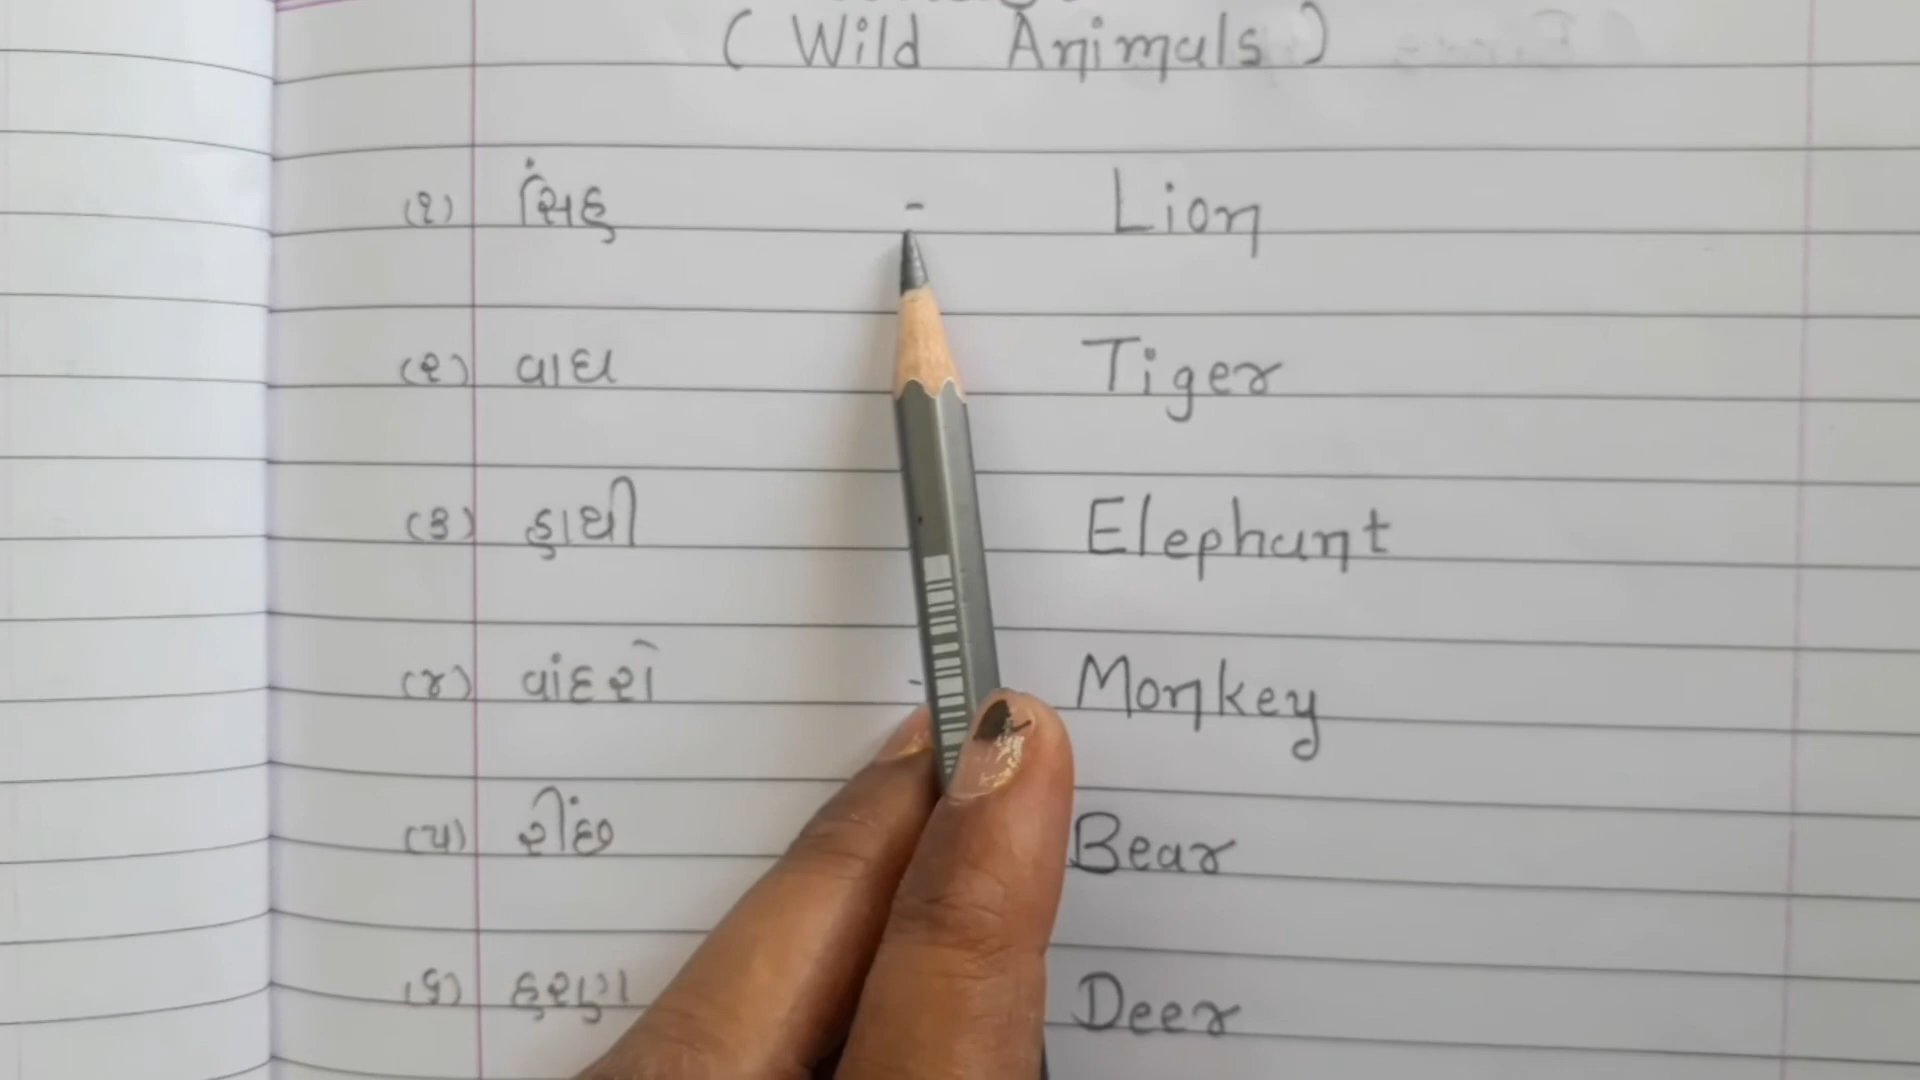 ( Wild Animals )
(૧) સિંહ - Lion
(૨) વાઘ Tiger
(૩) હાથી Elephant
(૪) વાંદરો - Monkey
(૫) રીંછ Bear
(૬) હરણ Deer